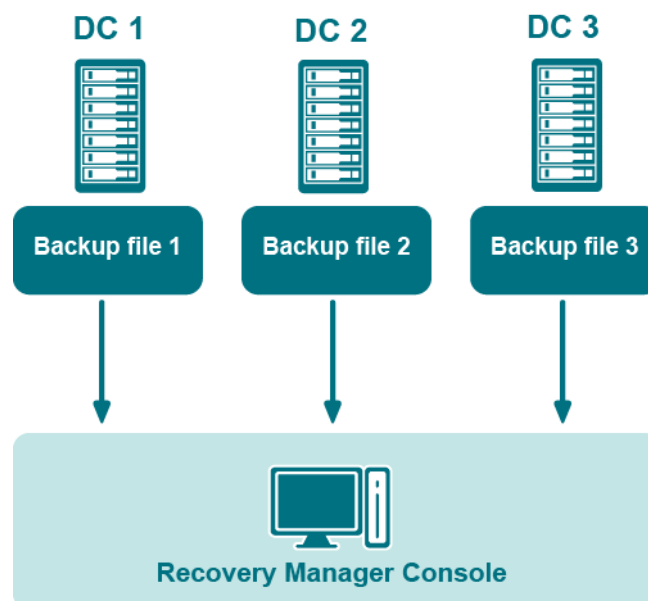 DC 1 DC 2 DC 3
Backup file 1 Backup file 2 Backup file 3
Recovery Manager Console